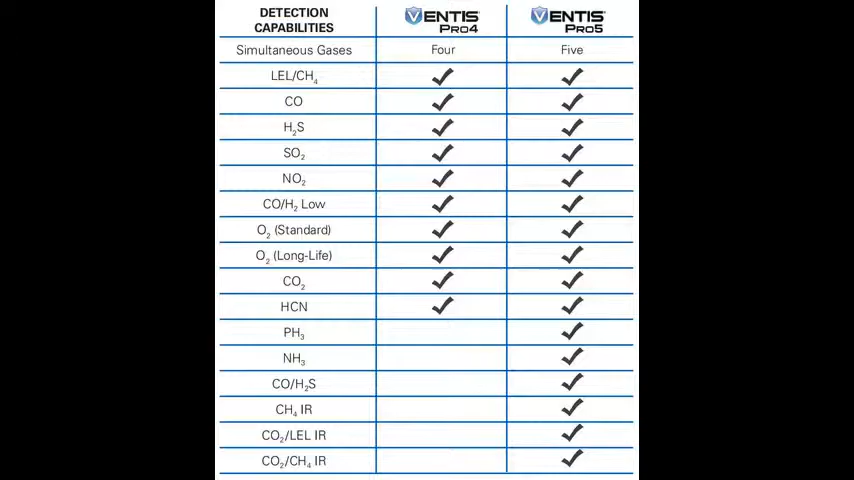 DETECTION
CAPABILITIES
VENTIS® PRO4
VENTIS® PRO5
Simultaneous Gases Four Five
LEL/CH₄ ✓ ✓
CO ✓ ✓
H₂S ✓ ✓
SO₂ ✓ ✓
NO₂ ✓ ✓
CO/H₂ Low ✓ ✓
O₂ (Standard) ✓ ✓
O₂ (Long-Life) ✓ ✓
CO₂ ✓ ✓
HCN ✓ ✓
PH₃ ✓
NH₃ ✓
CO/H₂S ✓
CH₄ IR ✓
CO₂/LEL IR ✓
CO₂/CH₄ IR ✓